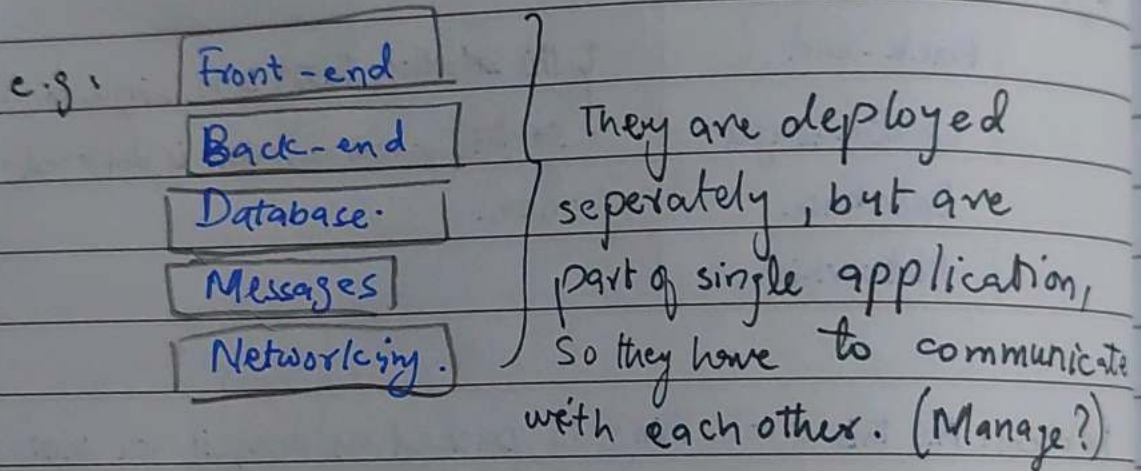 e.g. Front-end
Back-end They are deployed
Database. seperately, but are
Messages part of single application,
Networking. So they have to communicate
with each other. (Manage?)